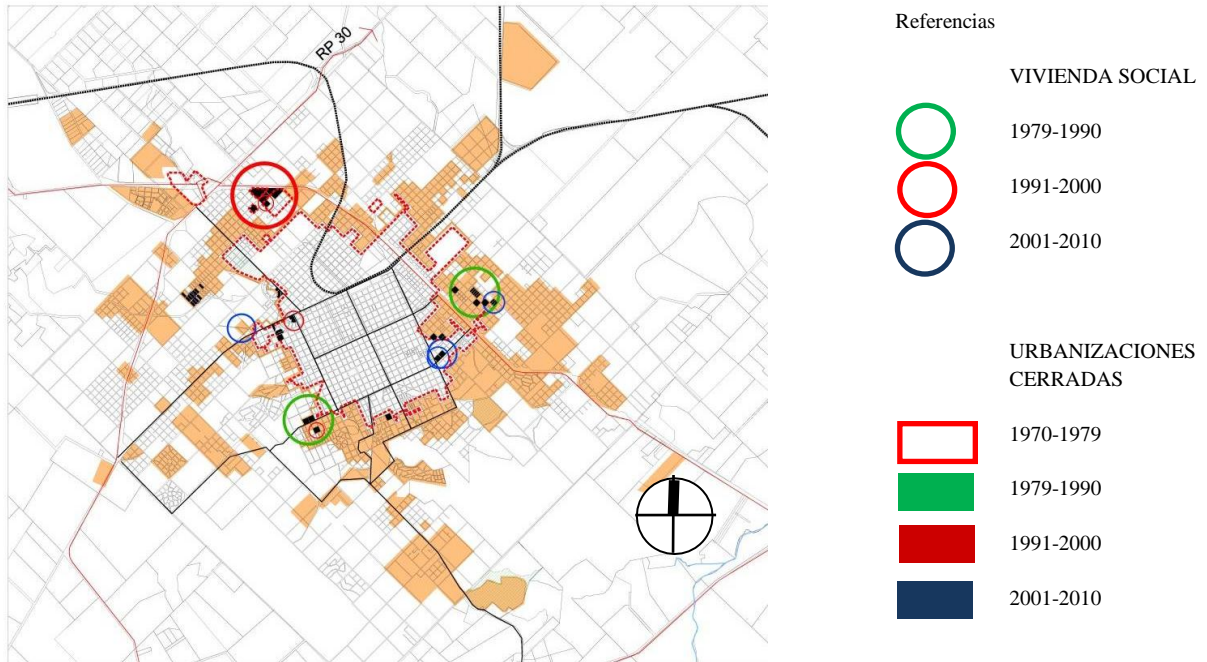 RP 30
Referencias
VIVIENDA SOCIAL
1979-1990
1991-2000
2001-2010
URBANIZACIONES
CERRADAS
1970-1979
1979-1990
1991-2000
2001-2010